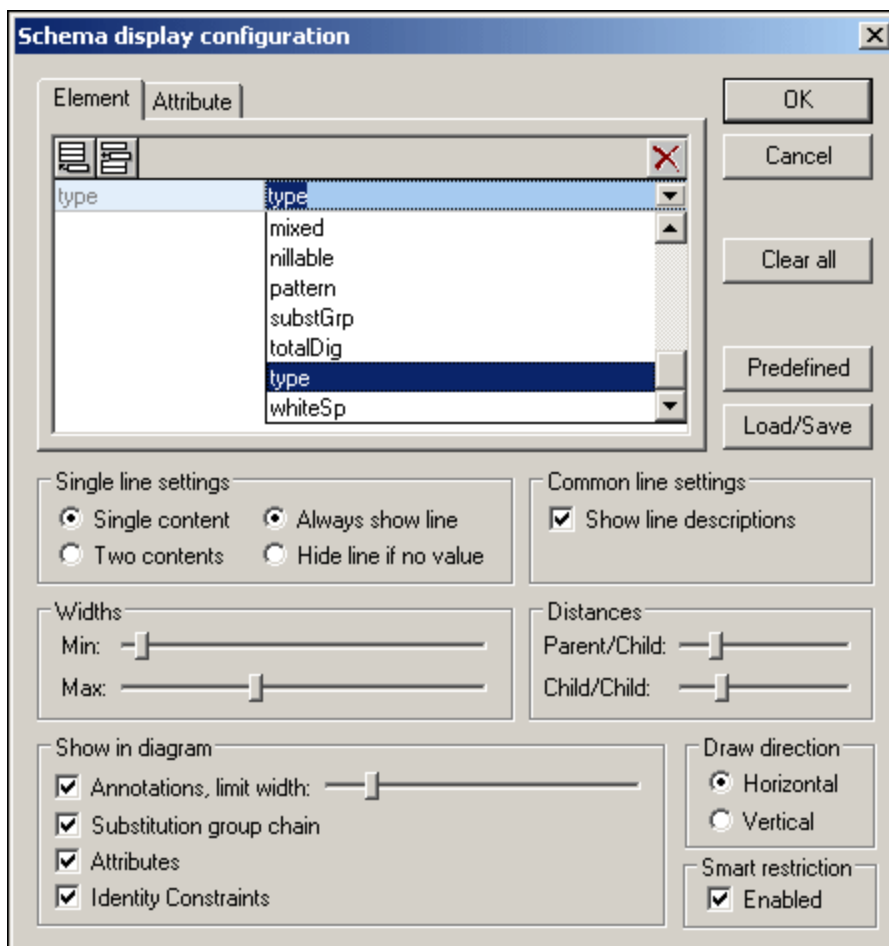 Schema display configuration
Element Attribute
OK
Cancel
type type
mixed
nillable
Clear all
pattern
substGrp
totalDig
type
Predefined
whiteSp
Load/Save
Single line settings
Single content Always show line
Two contents Hide line if no value
Common line settings
Show line descriptions
Widths
Min:
Max:
Distances
Parent/Child:
Child/Child:
Show in diagram
Annotations, limit width:
Substitution group chain
Attributes
Identity Constraints
Draw direction
Horizontal
Vertical
Smart restriction
Enabled